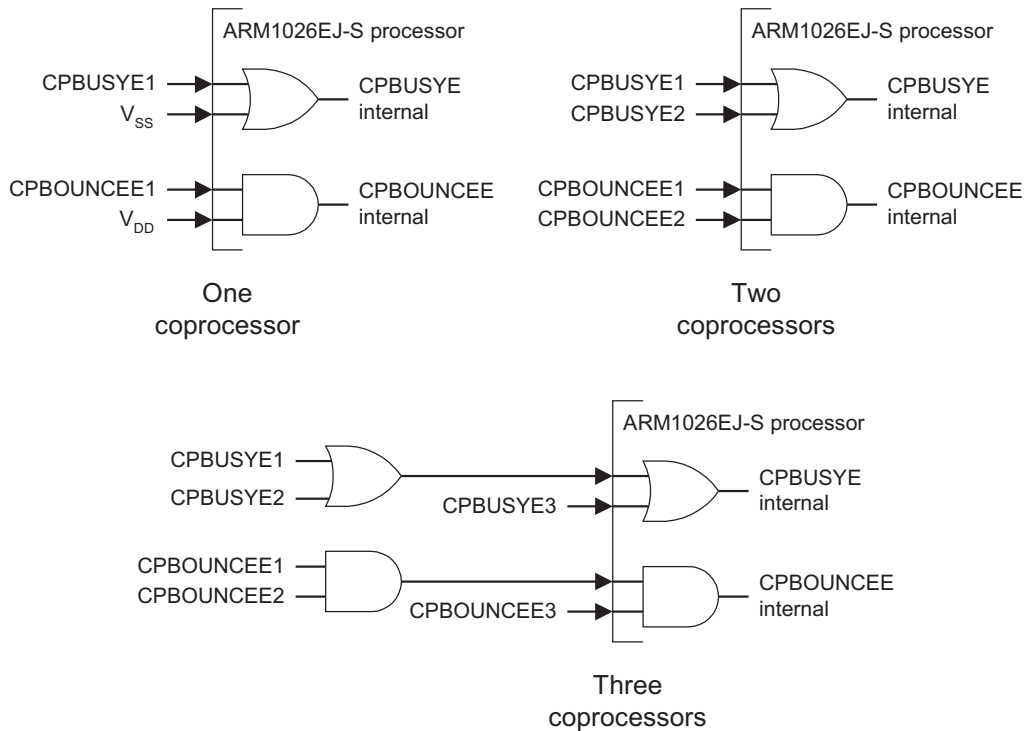 ARM1026EJ-S processor
CPBUSYE1
VSS
CPBUSYE
internal
CPBOUNCEE1
VDD
CPBOUNCEE
internal
One
coprocessor
ARM1026EJ-S processor
CPBUSYE1
CPBUSYE2
CPBUSYE
internal
CPBOUNCEE1
CPBOUNCEE2
CPBOUNCEE
internal
Two
coprocessors
ARM1026EJ-S processor
CPBUSYE1
CPBUSYE2
CPBUSYE3
CPBUSYE
internal
CPBOUNCEE1
CPBOUNCEE2
CPBOUNCEE3
CPBOUNCEE
internal
Three
coprocessors